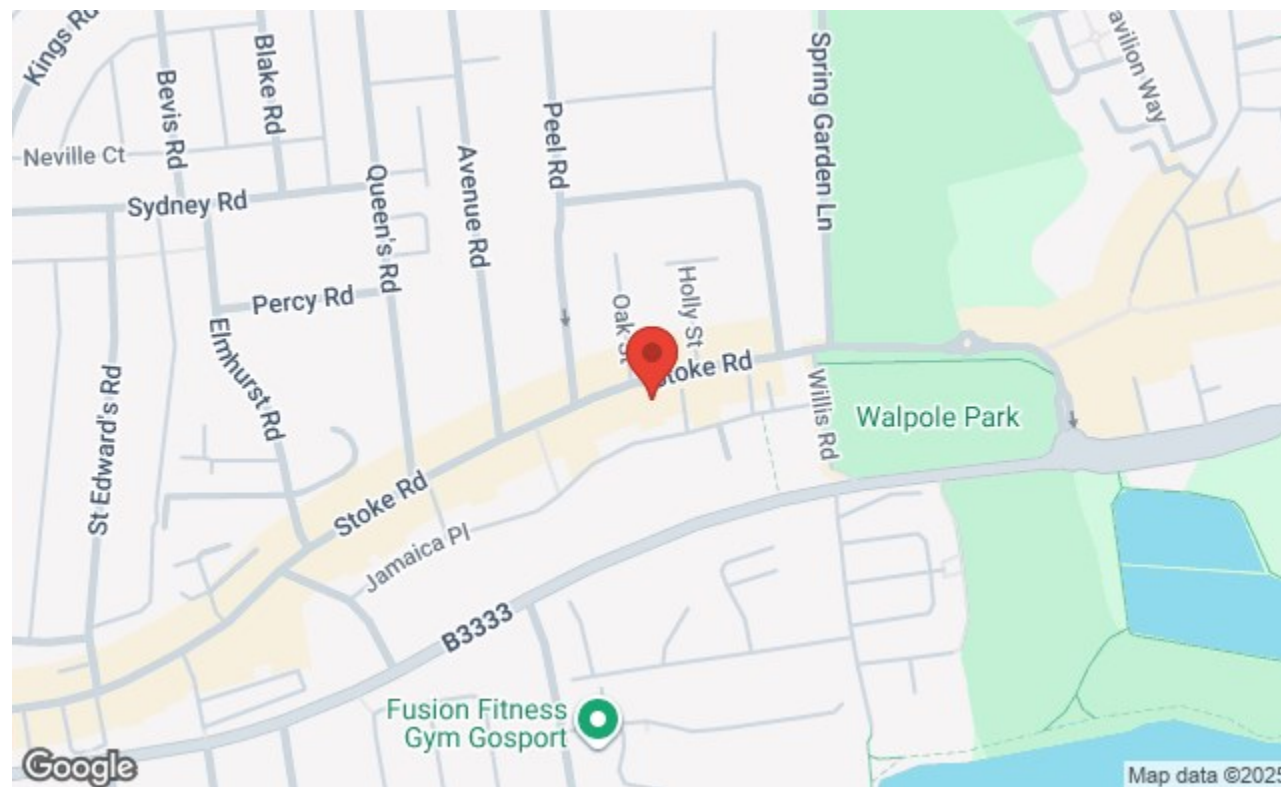 Kings Rd
Bevis Rd
Blake Rd
Neville Ct
Sydney Rd
Queen's Rd
Avenue Rd
Peel Rd
Spring Garden Ln
avilion Way
Percy Rd
Elmhurst Rd
Oak St
Holly St
Stoke Rd
Willis Rd
Walpole Park
St Edward's Rd
Stoke Rd
Jamaica Pl
B3333
Fusion Fitness
Gym Gosport
Google
Map data ©2025